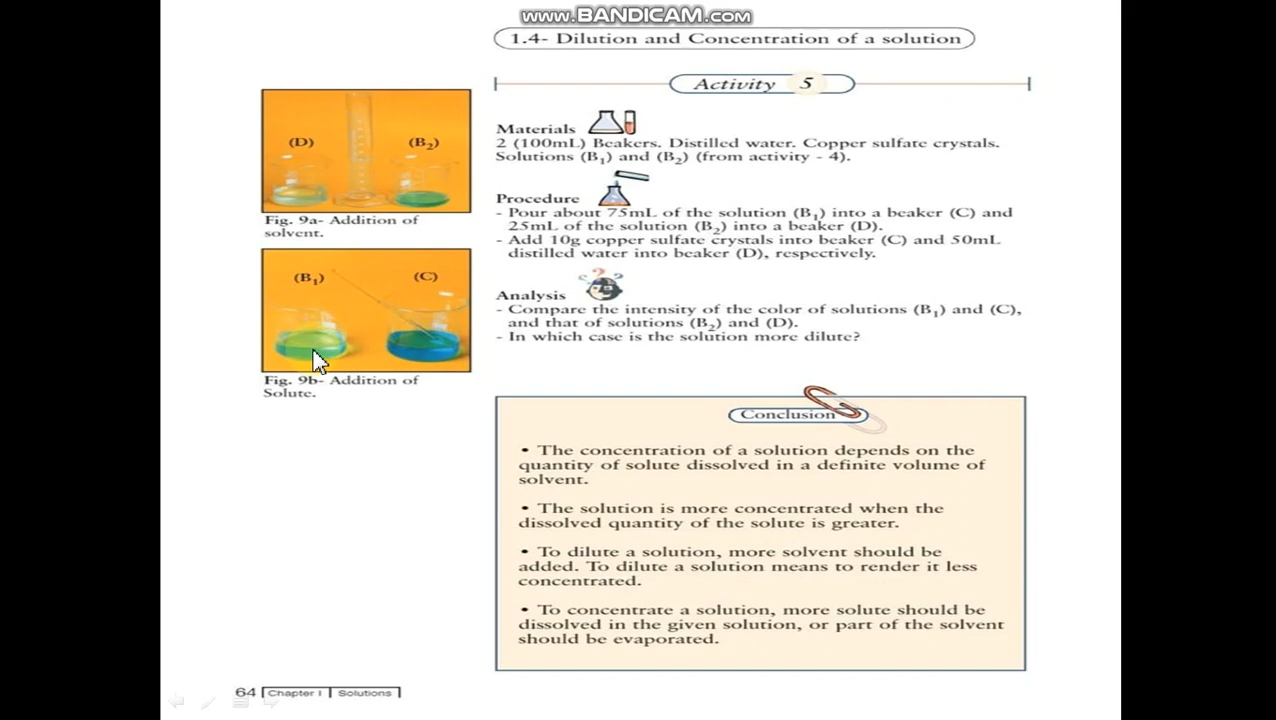 www.BANDICAM.com
1.4- Dilution and Concentration of a solution
Activity 5
(D)
(B2)
Fig. 9a- Addition of
solvent.
(B1)
(C)
Fig. 9b- Addition of
Solute.
Materials
2 (100mL) Beakers. Distilled water. Copper sulfate crystals.
Solutions (B1) and (B2) (from activity - 4).
Procedure
- Pour about 75mL of the solution (B1) into a beaker (C) and
25mL of the solution (B2) into a beaker (D).
- Add 10g copper sulfate crystals into beaker (C) and 50mL
distilled water into beaker (D), respectively.
Analysis
- Compare the intensity of the color of solutions (B1) and (C),
and that of solutions (B2) and (D).
- In which case is the solution more dilute?
Conclusion
• The concentration of a solution depends on the
quantity of solute dissolved in a definite volume of
solvent.
• The solution is more concentrated when the
dissolved quantity of the solute is greater.
• To dilute a solution, more solvent should be
added. To dilute a solution means to render it less
concentrated.
• To concentrate a solution, more solute should be
dissolved in the given solution, or part of the solvent
should be evaporated.
64 Chapter I Solutions